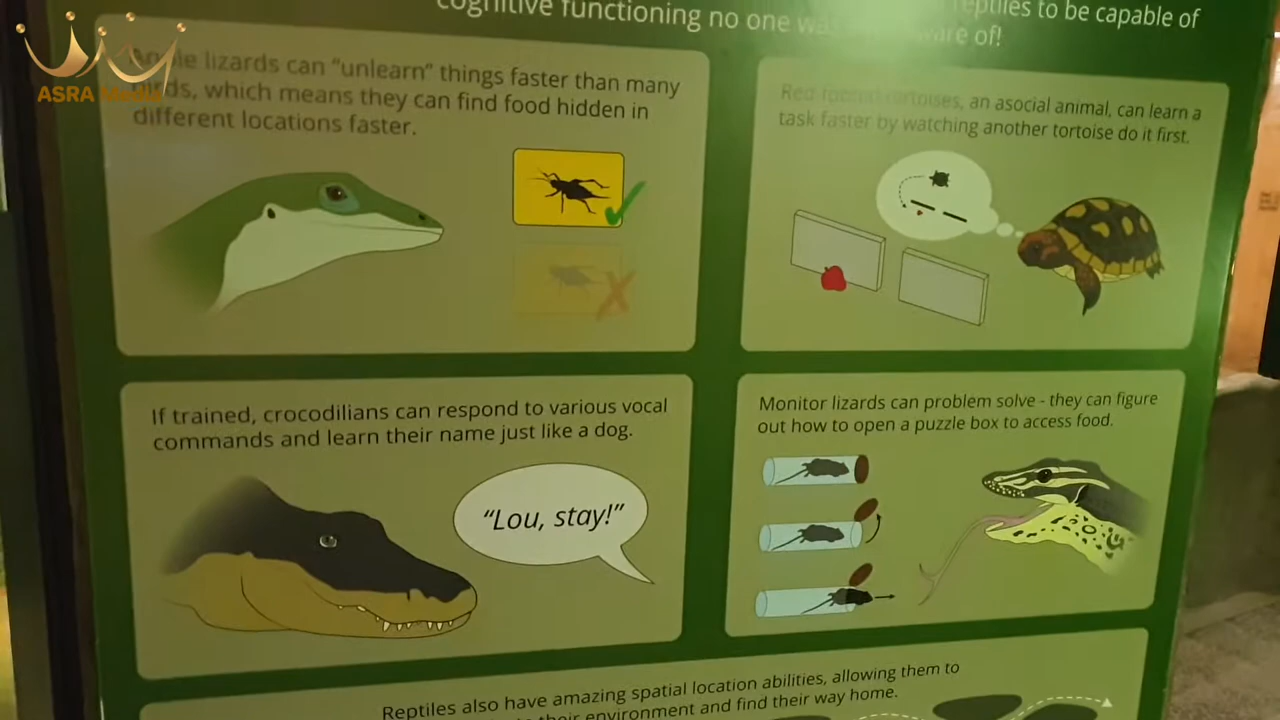 cognitive functioning no one was reptiles to be capable of
aware of!
ASRA
Anole lizards can “unlearn” things faster than many
birds, which means they can find food hidden in
different locations faster.
Red footed tortoises, an asocial animal, can learn a
task faster by watching another tortoise do it first.
If trained, crocodilians can respond to various vocal
commands and learn their name just like a dog.
“Lou, stay!”
Monitor lizards can problem solve - they can figure
out how to open a puzzle box to access food.
Reptiles also have amazing spatial location abilities, allowing them to
their environment and find their way home.